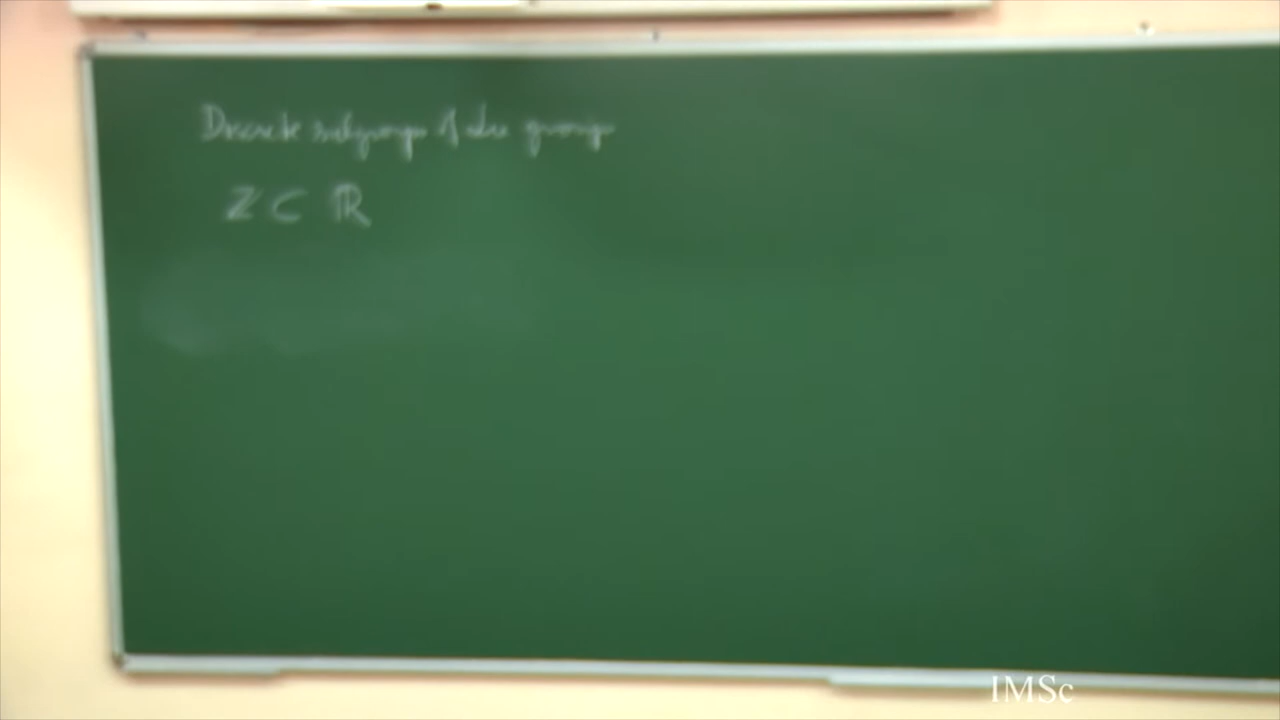 Discrete subgroups of Lie groups
Z ⊂ ℝ
IMSc